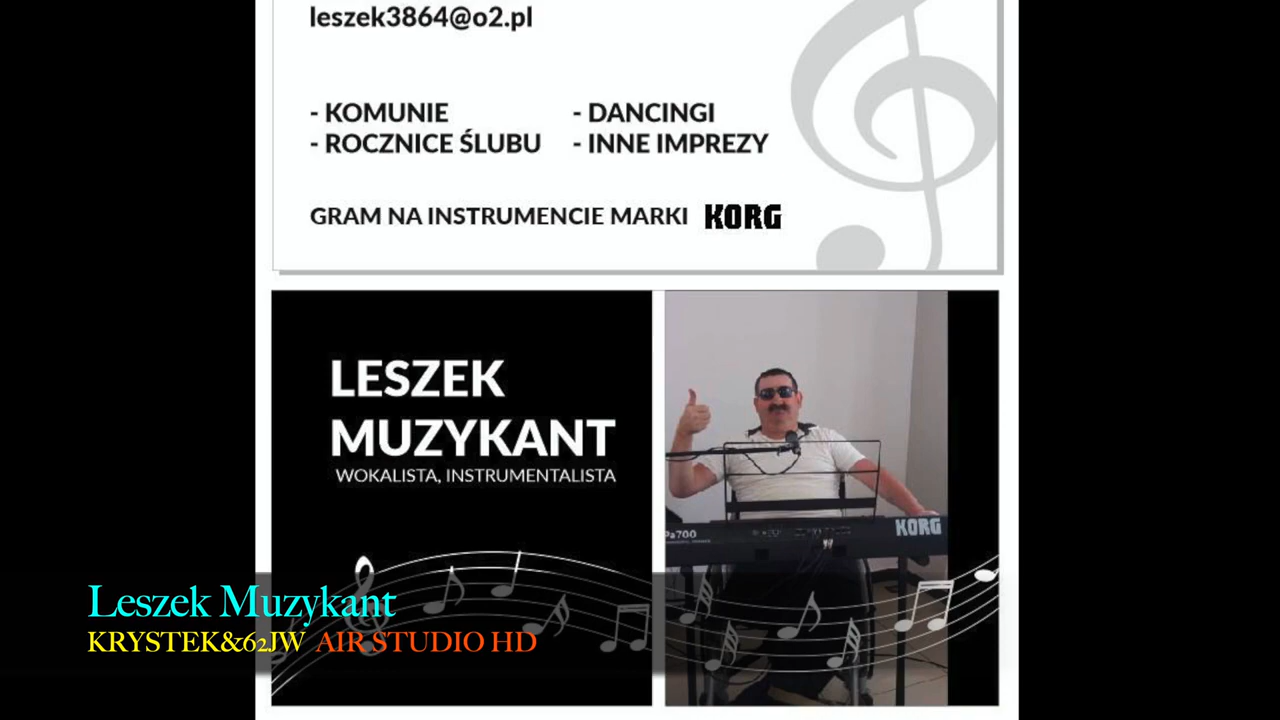 leszek3864@o2.pl
- KOMUNIE
- ROCZNICE ŚLUBU
- DANCINGI
- INNE IMPREZY
GRAM NA INSTRUMENCIE MARKI KORG
LESZEK
MUZYKANT
WOKALISTA, INSTRUMENTALISTA
Pa700
KORG
Leszek Muzykant
KRYSTEK&62JW AIR STUDIO HD